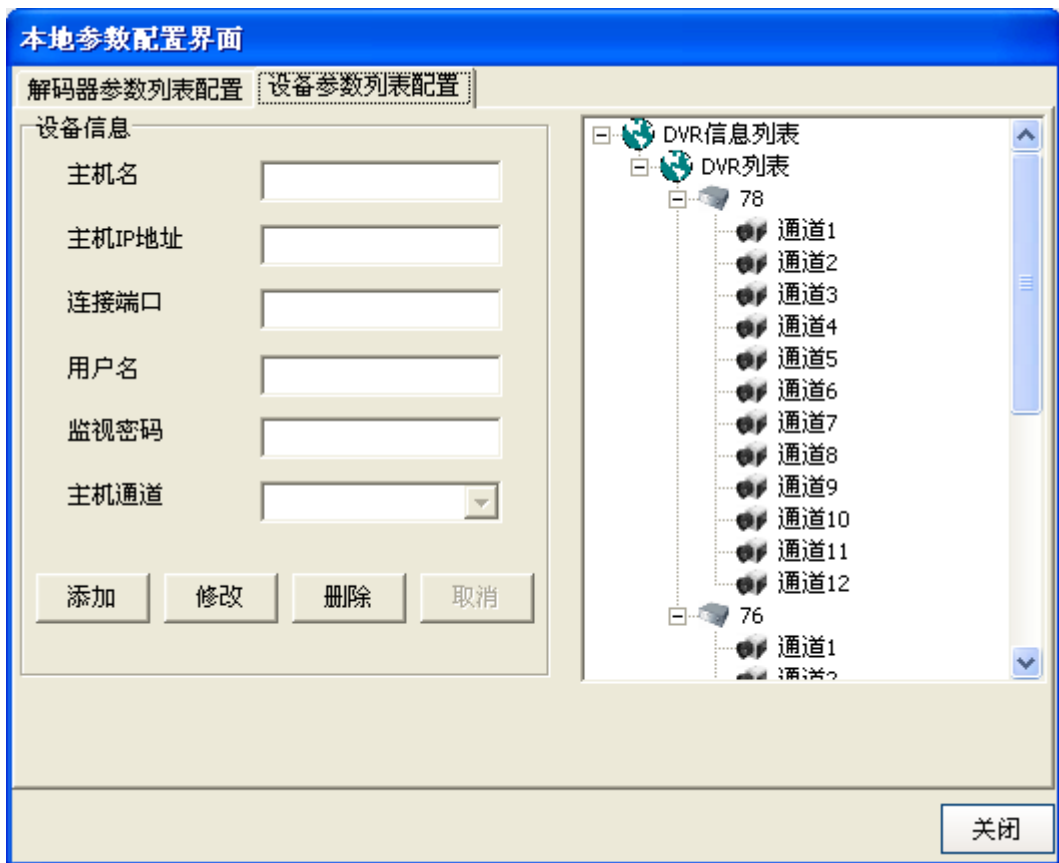 本地参数配置界面
解码器参数列表配置 设备参数列表配置
设备信息
主机名
主机IP地址
连接端口
用户名
监视密码
主机通道
添加 修改 删除 取消
DVR信息列表
DVR列表
78
通道1
通道2
通道3
通道4
通道5
通道6
通道7
通道8
通道9
通道10
通道11
通道12
76
通道1
通道2
关闭